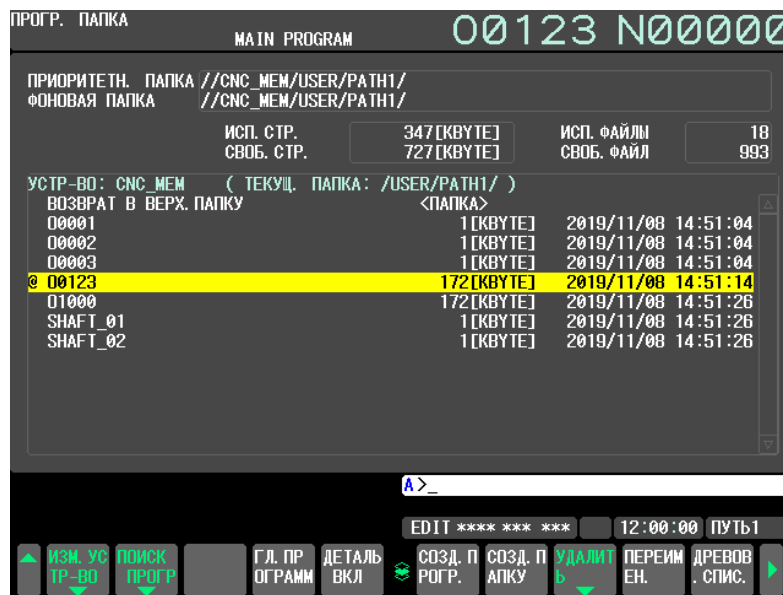 ПРОГР. ПАПКА
MAIN PROGRAM O0123 N00000
ПРИОРИТЕТН. ПАПКА //CNC_MEM/USER/PATH1/
ФОНОВАЯ ПАПКА //CNC_MEM/USER/PATH1/
ИСП. СТР. 347[KBYTE] ИСП. ФАЙЛЫ 18
СВОБ. СТР. 727[KBYTE] СВОБ. ФАЙЛ 993
УСТР-ВО: CNC_MEM ( ТЕКУЩ. ПАПКА: /USER/PATH1/ )
ВОЗВРАТ В ВЕРХ. ПАПКУ <ПАПКА>
O0001 1[KBYTE] 2019/11/08 14:51:04
O0002 1[KBYTE] 2019/11/08 14:51:04
O0003 1[KBYTE] 2019/11/08 14:51:04
@ O0123 172[KBYTE] 2019/11/08 14:51:14
O1000 172[KBYTE] 2019/11/08 14:51:26
SHAFT_01 1[KBYTE] 2019/11/08 14:51:26
SHAFT_02 1[KBYTE] 2019/11/08 14:51:26
A>_
EDIT **** *** *** 12:00:00 ПУТЬ1
ИЗМ. УС ПОИСК ГЛ. ПР ДЕТАЛЬ СОЗД. П СОЗД. П УДАЛИТ ПЕРЕИМ ДРЕВОВ
ТР-ВО ПРОГР ОГРАММ ВКЛ РОГР. АПКУ Ь ЕН. . СПИС.